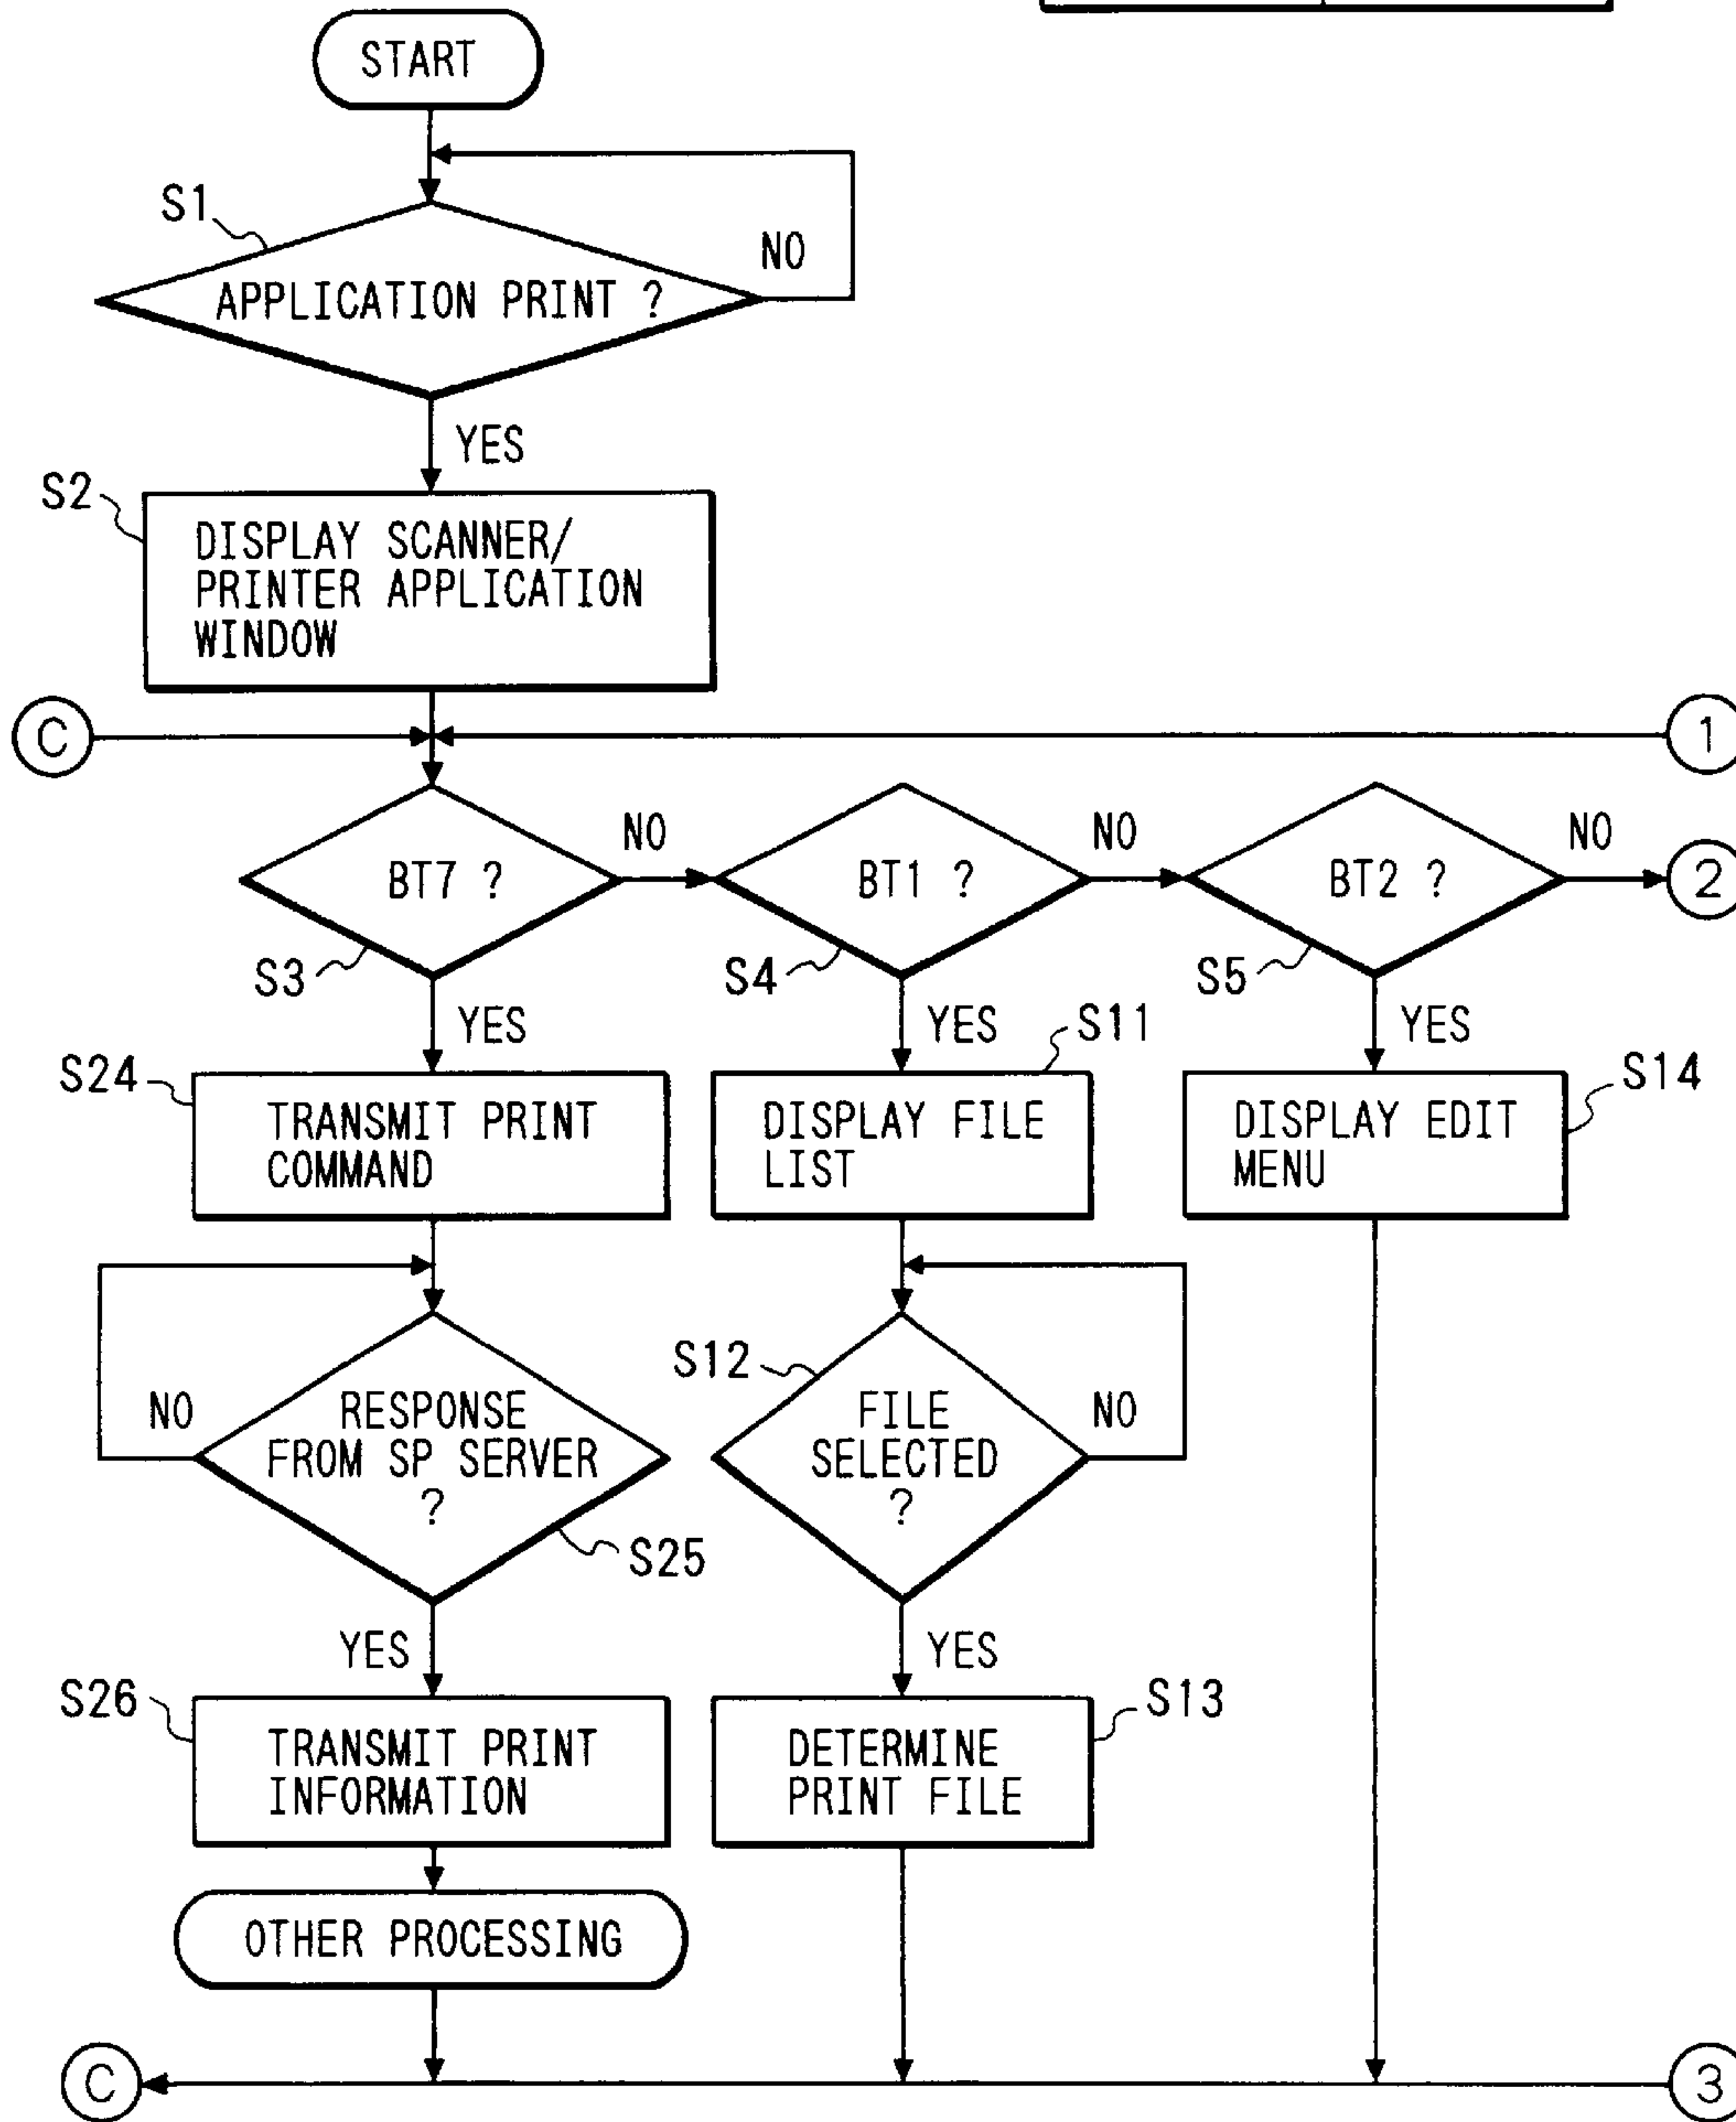 START
S1
NO
APPLICATION PRINT ?
YES
S2
DISPLAY SCANNER/
PRINTER APPLICATION
WINDOW
C
1
NO
NO
NO
BT7 ?
BT1 ?
BT2 ?
2
S3
S4
S5
YES
YES
S11
YES
S24
S14
TRANSMIT PRINT
COMMAND
DISPLAY FILE
LIST
DISPLAY EDIT
MENU
S12
NO
RESPONSE
FROM SP SERVER
?
FILE
SELECTED
?
NO
S25
YES
YES
S26
S13
TRANSMIT PRINT
INFORMATION
DETERMINE
PRINT FILE
OTHER PROCESSING
C
3